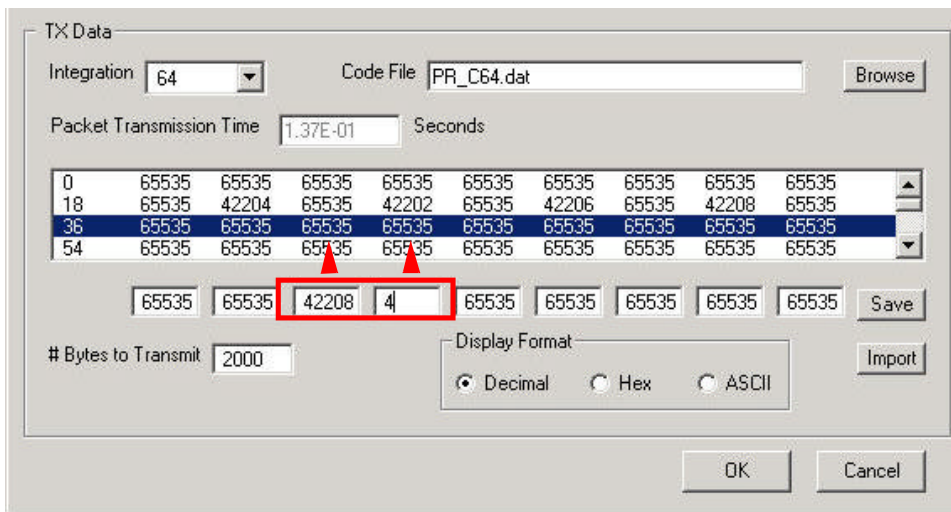 TX Data
Integration 64 Code File PR_C64.dat Browse
Packet Transmission Time 1.37E-01 Seconds
0 65535 65535 65535 65535 65535 65535 65535 65535 65535
18 65535 42204 65535 42202 65535 42206 65535 42208 65535
36 65535 65535 65535 65535 65535 65535 65535 65535 65535
54 65535 65535 65535 65535 65535 65535 65535 65535 65535
65535 65535 42208 4 65535 65535 65535 65535 65535 Save
# Bytes to Transmit 2000 Display Format Import
Decimal Hex ASCII
OK Cancel